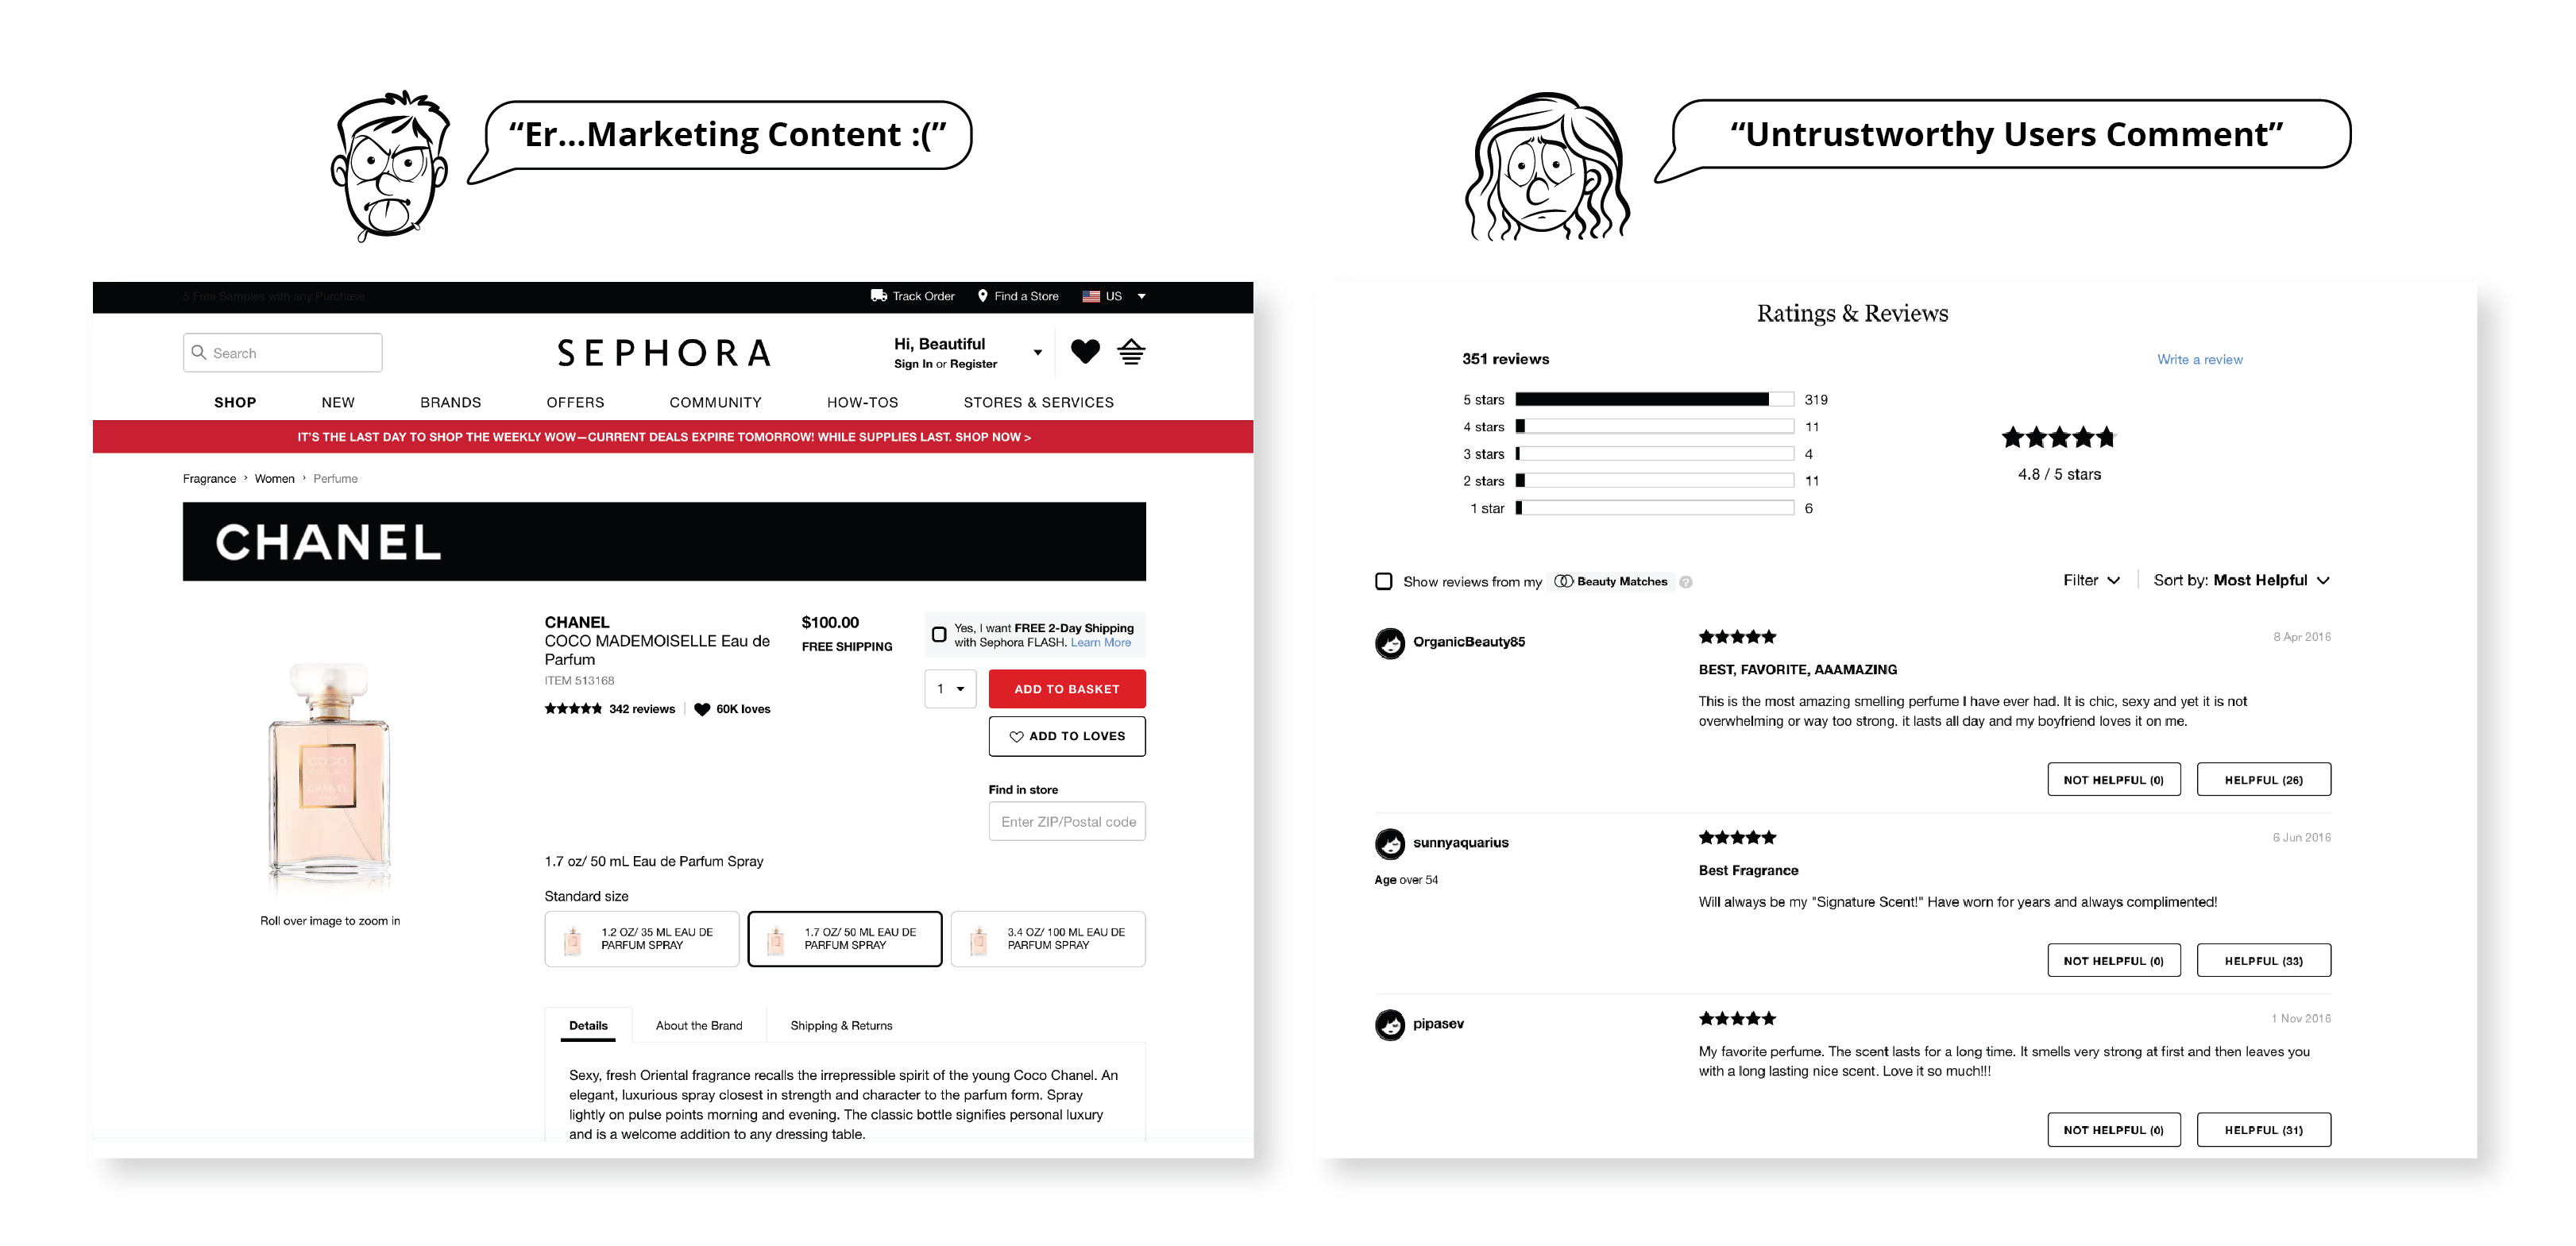 “Er...Marketing Content :(”
“Untrustworthy Users Comment”
5 Free Samples with any Purchase
Track Order
Find a Store
US
Search
SEPHORA
Hi, Beautiful
Sign In or Register
SHOP
NEW
BRANDS
OFFERS
COMMUNITY
HOW-TOS
STORES & SERVICES
IT'S THE LAST DAY TO SHOP THE WEEKLY WOW—CURRENT DEALS EXPIRE TOMORROW! WHILE SUPPLIES LAST. SHOP NOW >
Fragrance › Women › Perfume
CHANEL
CHANEL
COCO MADEMOISELLE Eau de
Parfum
ITEM 513168
342 reviews
60K loves
$100.00
FREE SHIPPING
Yes, I want FREE 2-Day Shipping
with Sephora FLASH. Learn More
1
ADD TO BASKET
ADD TO LOVES
Find in store
Enter ZIP/Postal code
COCO
CHANEL
Roll over image to zoom in
1.7 oz/ 50 mL Eau de Parfum Spray
Standard size
1.2 OZ/ 35 ML EAU DE
PARFUM SPRAY
1.7 OZ/ 50 ML EAU DE
PARFUM SPRAY
3.4 OZ/ 100 ML EAU DE
PARFUM SPRAY
Details
About the Brand
Shipping & Returns
Sexy, fresh Oriental fragrance recalls the irrepressible spirit of the young Coco Chanel. An
elegant, luxurious spray closest in strength and character to the parfum form. Spray
lightly on pulse points morning and evening. The classic bottle signifies personal luxury
and is a welcome addition to any dressing table.
Ratings & Reviews
351 reviews
Write a review
5 stars 319
4 stars 11
3 stars 4
2 stars 11
1 star 6
4.8 / 5 stars
Show reviews from my Beauty Matches ?
Filter
Sort by: Most Helpful
OrganicBeauty85
8 Apr 2016
BEST, FAVORITE, AAAMAZING
This is the most amazing smelling perfume I have ever had. It is chic, sexy and yet it is not
overwhelming or way too strong. it lasts all day and my boyfriend loves it on me.
NOT HELPFUL (0)
HELPFUL (26)
sunnyaquarius
6 Jun 2016
Age over 54
Best Fragrance
Will always be my "Signature Scent!" Have worn for years and always complimented!
NOT HELPFUL (0)
HELPFUL (33)
pipasev
1 Nov 2016
My favorite perfume. The scent lasts for a long time. It smells very strong at first and then leaves you
with a long lasting nice scent. Love it so much!!!
NOT HELPFUL (0)
HELPFUL (31)